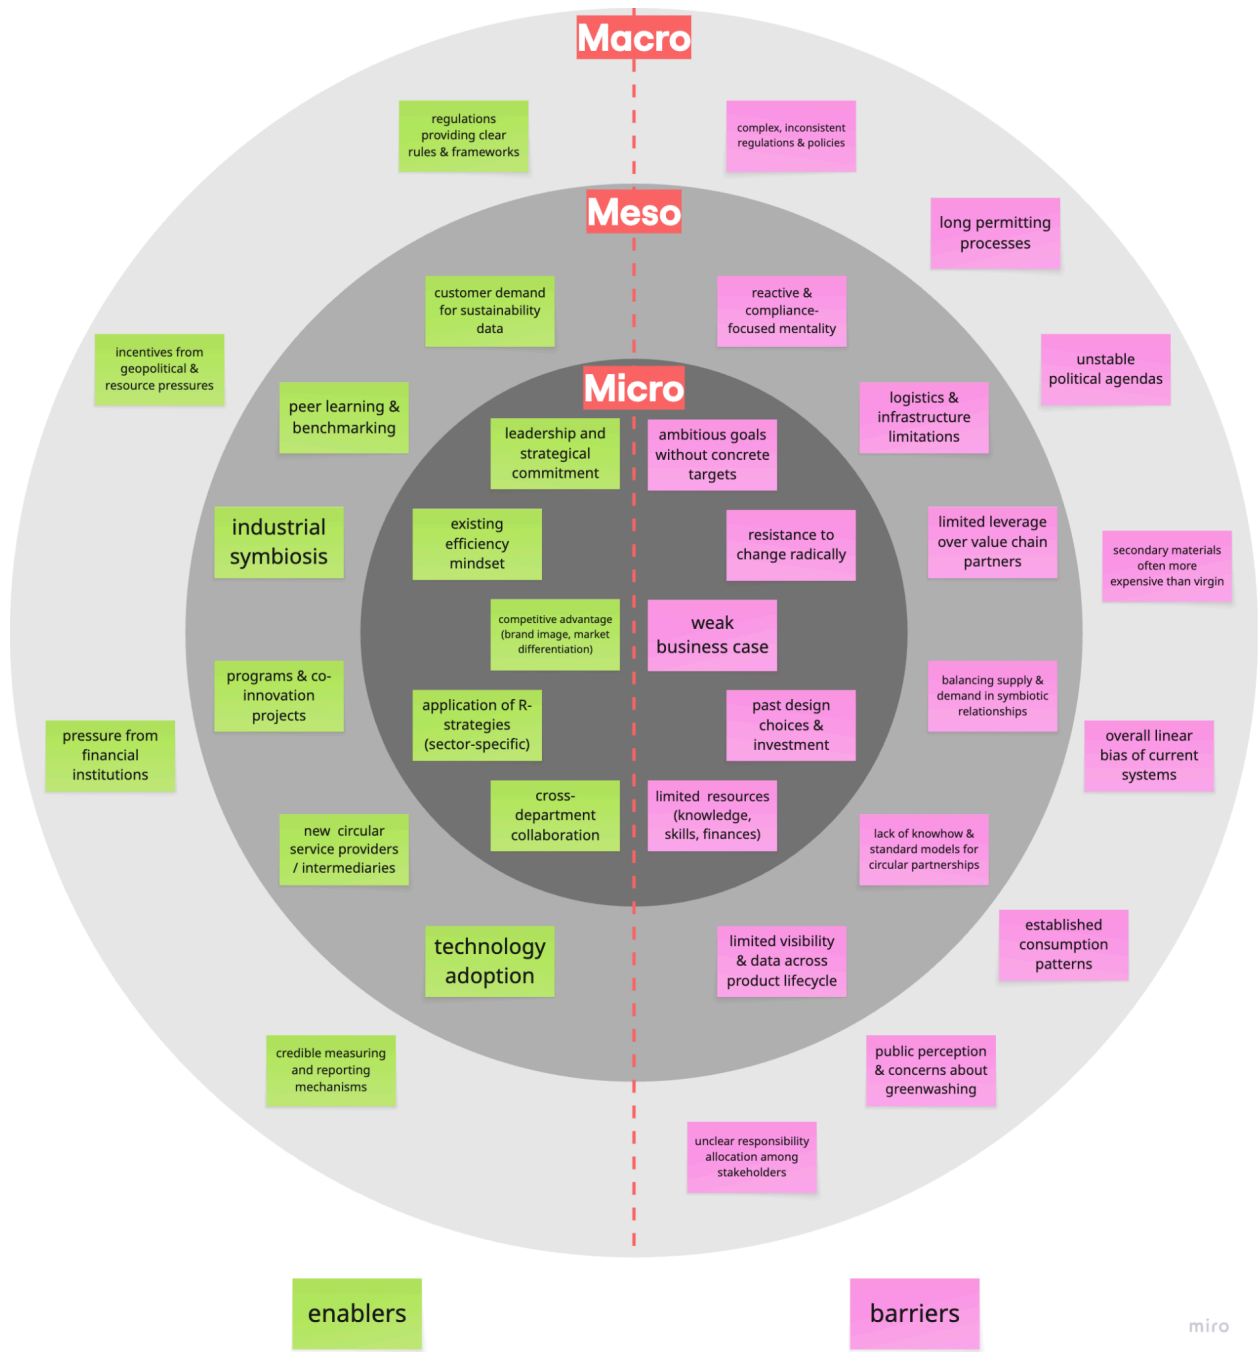 Macro
regulations
providing clear
rules & frameworks
complex, inconsistent
regulations & policies
long permitting
processes
Meso
customer demand
for sustainability
data
reactive &
compliance-
focused mentality
incentives from
geopolitical &
resource pressures
unstable
political agendas
peer learning &
benchmarking
logistics &
infrastructure
limitations
Micro
leadership and
strategical
commitment
ambitious goals
without concrete
targets
industrial
symbiosis
existing
efficiency
mindset
resistance to
change radically
limited leverage
over value chain
partners
secondary materials
often more
expensive than virgin
competitive advantage
(brand image, market
differentiation)
weak
business case
programs & co-
innovation
projects
balancing supply &
demand in symbiotic
relationships
application of R-
strategies
(sector-specific)
past design
choices &
investment
pressure from
financial
institutions
overall linear
bias of current
systems
cross-
department
collaboration
limited resources
(knowledge,
skills, finances)
new circular
service providers
/ intermediaries
lack of knowhow &
standard models for
circular partnerships
technology
adoption
limited visibility
& data across
product lifecycle
established
consumption
patterns
credible measuring
and reporting
mechanisms
public perception
& concerns about
greenwashing
unclear responsibility
allocation among
stakeholders
enablers
barriers
miro